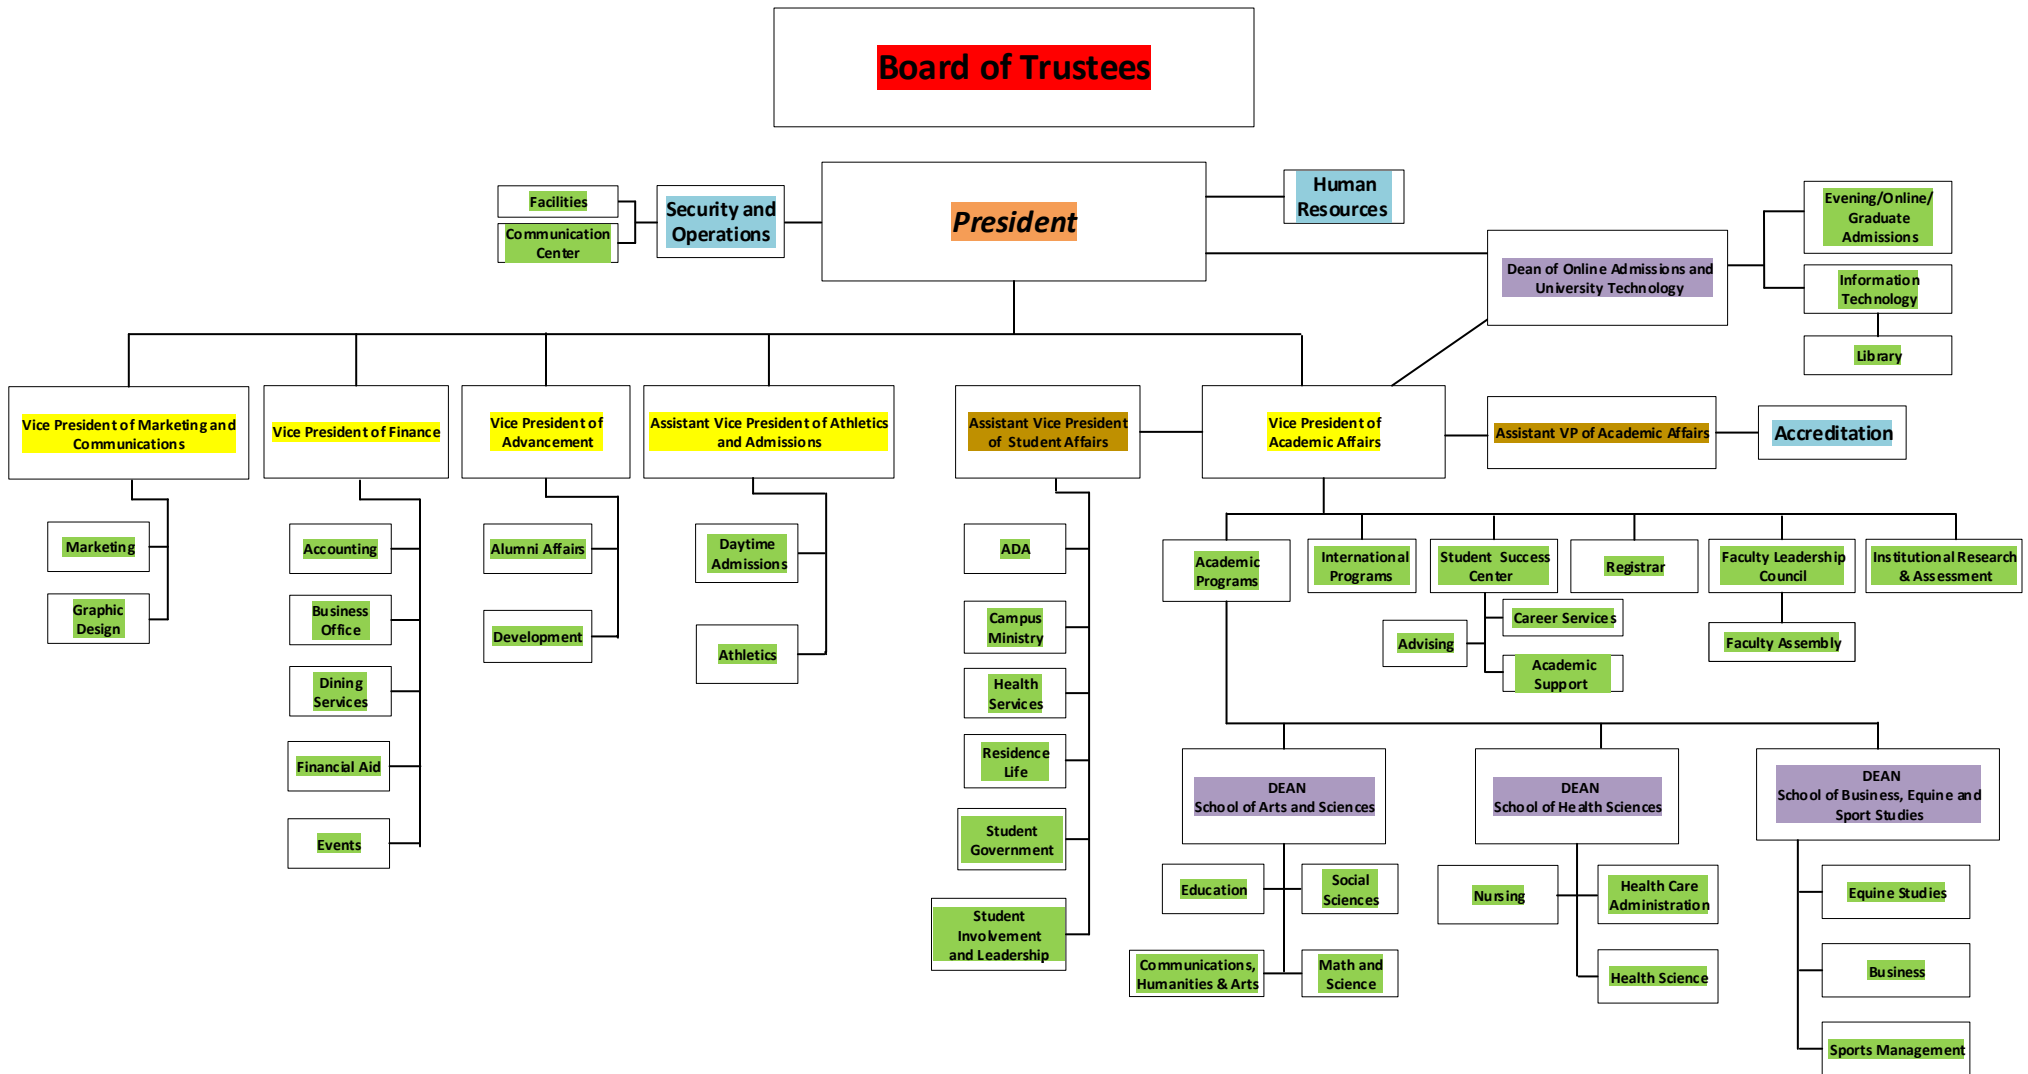 Board of Trustees
President
Human
Resources
Security and
Operations
Facilities
Communication
Center
Dean of Online Admissions and
University Technology
Evening/Online/
Graduate
Admissions
Information
Technology
Library
Vice President of Marketing and
Communications
Vice President of Finance
Vice President of
Advancement
Assistant Vice President of Athletics
and Admissions
Assistant Vice President
of Student Affairs
Vice President of
Academic Affairs
Assistant VP of Academic Affairs
Accreditation
Marketing
Graphic
Design
Accounting
Business
Office
Dining
Services
Financial Aid
Events
Alumni Affairs
Development
Daytime
Admissions
Athletics
ADA
Campus
Ministry
Health
Services
Residence
Life
Student
Government
Student
Involvement
and Leadership
Academic
Programs
International
Programs
Student Success
Center
Registrar
Faculty Leadership
Council
Institutional Research
& Assessment
Career Services
Advising
Academic
Support
Faculty Assembly
DEAN
School of Arts and Sciences
DEAN
School of Health Sciences
DEAN
School of Business, Equine and
Sport Studies
Education
Social
Sciences
Communications,
Humanities & Arts
Math and
Science
Nursing
Health Care
Administration
Health Science
Equine Studies
Business
Sports Management